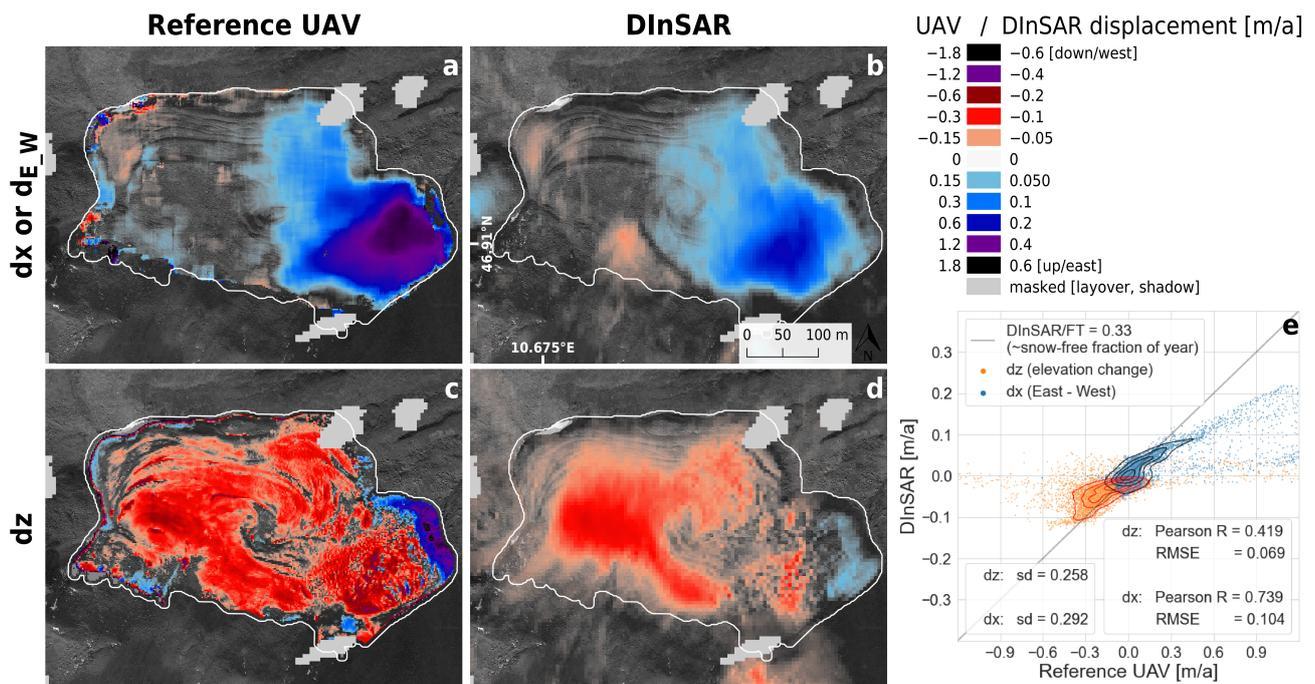 Reference UAV
DInSAR
UAV / DInSAR displacement [m/a]
a
b
dx or dE_W
46.91°N
10.675°E
0 50 100 m
N
−1.8 −0.6 [down/west]
−1.2 −0.4
−0.6 −0.2
−0.3 −0.1
−0.15 −0.05
0 0
0.15 0.050
0.3 0.1
0.6 0.2
1.2 0.4
1.8 0.6 [up/east]
masked [layover, shadow]
c
d
dz
e
DInSAR/FT = 0.33
(~snow-free fraction of year)
dz (elevation change)
dx (East - West)
DInSAR [m/a]
0.3
0.2
0.1
0.0
−0.1
−0.2
−0.3
dz: Pearson R = 0.419
RMSE = 0.069
dz: sd = 0.258
dx: Pearson R = 0.739
dx: sd = 0.292
RMSE = 0.104
−0.9 −0.6 −0.3 0.0 0.3 0.6 0.9
Reference UAV [m/a]